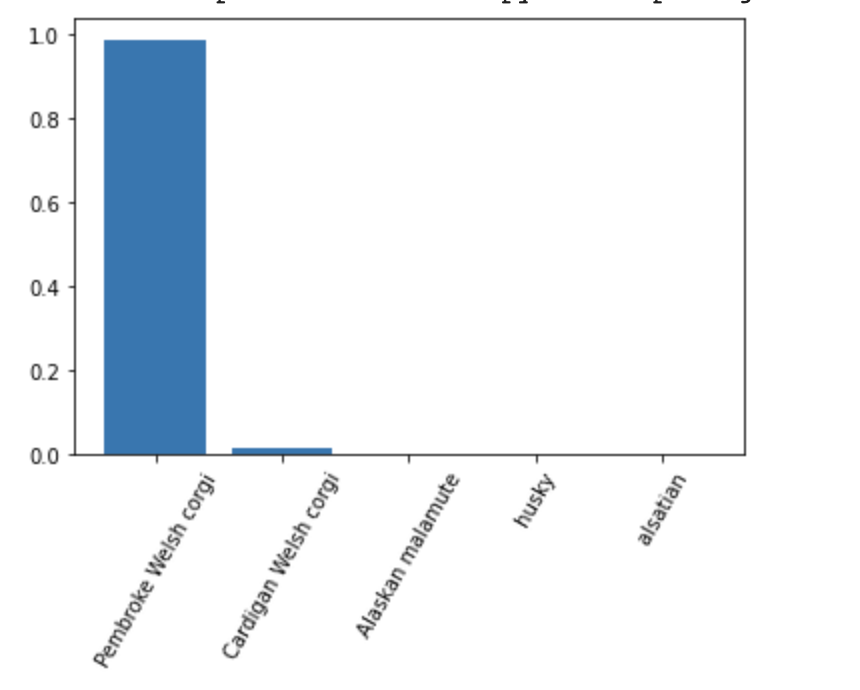 1.0
0.8
0.6
0.4
0.2
0.0
Pembroke Welsh corgi
Cardigan Welsh corgi
Alaskan malamute
husky
alsatian